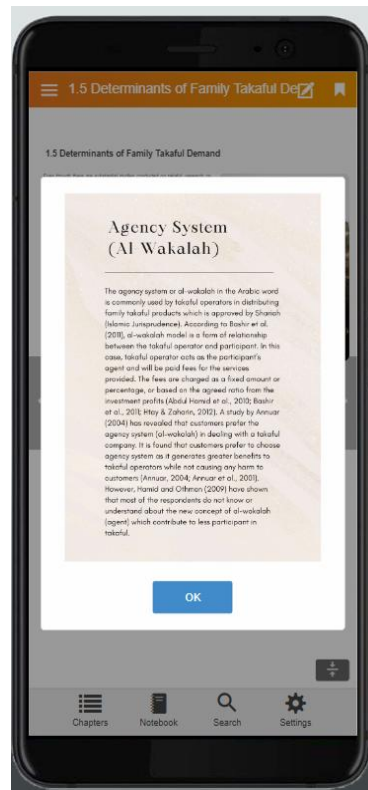 1.5 Determinants of Family Takaful De
1.5 Determinants of Family Takaful Demand
Agency System
(Al-Wakalah)
The agency system or al-wakalah in the Arabic word
is commonly used by takaful operators in distributing
family takaful products which is approved by Shariah
(Islamic Jurisprudence). According to Bashir et al.
(2011), al-wakalah model is a form of relationship
between the takaful operator and participant. In this
case, takaful operator acts as the participant's
agent and will be paid fees for the services
provided. The fees are charged as a fixed amount or
percentage, or based on the agreed ratio from the
investment profits (Abdul Hamid et al., 2010; Bashir
et al., 2011; Htay & Zaharin, 2012). A study by Annuar
(2004) has revealed that customers prefer the
agency system (al-wakalah) in dealing with a takaful
company. It is found that customers prefer to choose
agency system as it generates greater benefits to
takaful operators while not causing any harm to
customers (Annuar, 2004; Annuar et al., 2001).
However, Hamid and Othman (2009) have shown
that most of the respondents do not know or
understand about the new concept of al-wakalah
(agent) which contribute to less participant in
takaful.
OK
Chapters Notebook Search Settings